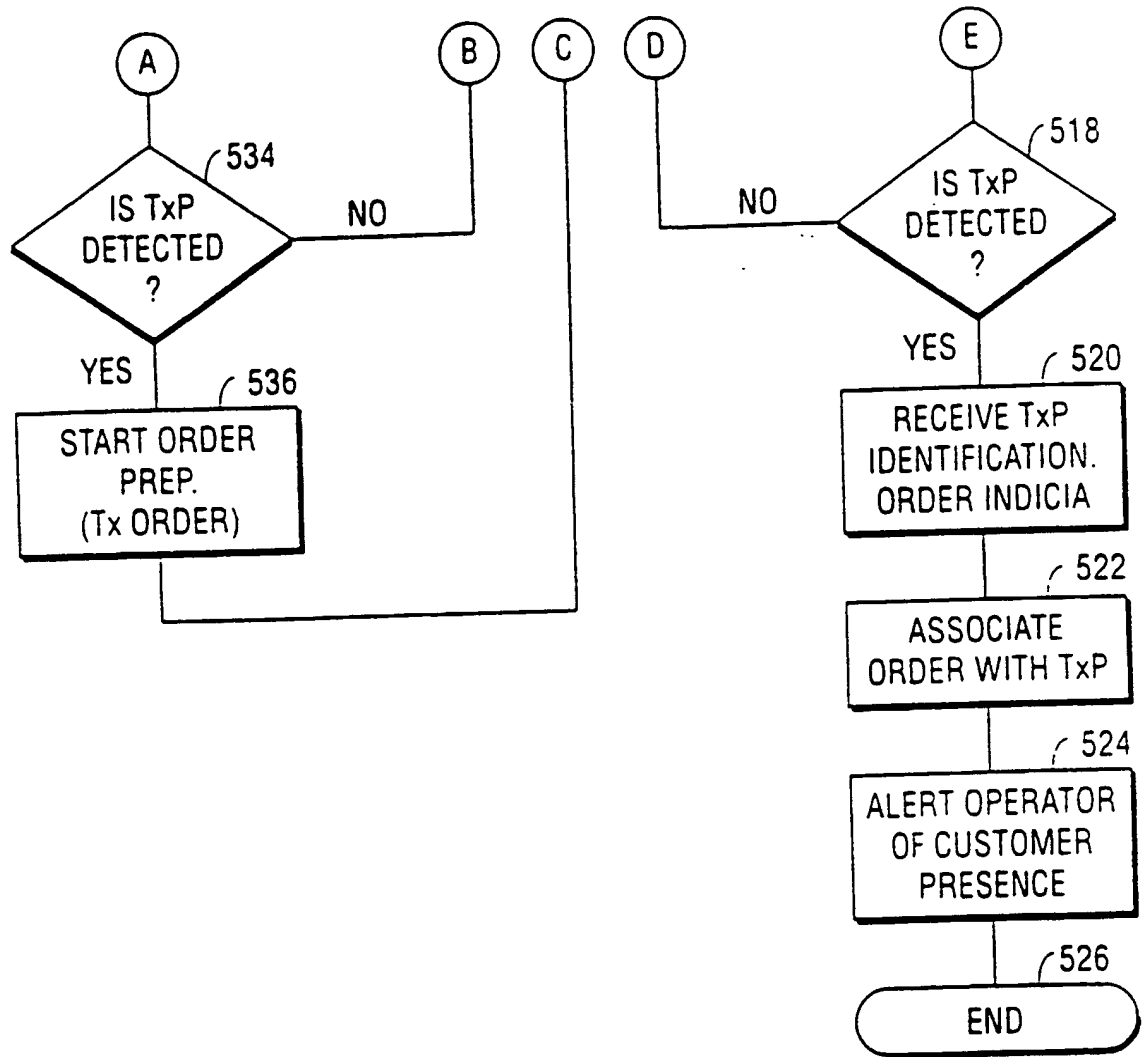 A
B
C
D
E
534
IS TxP
DETECTED
?
NO
YES
536
START ORDER
PREP.
(Tx ORDER)
518
IS TxP
DETECTED
?
NO
YES
520
RECEIVE TxP
IDENTIFICATION.
ORDER INDICIA
522
ASSOCIATE
ORDER WITH TxP
524
ALERT OPERATOR
OF CUSTOMER
PRESENCE
526
END